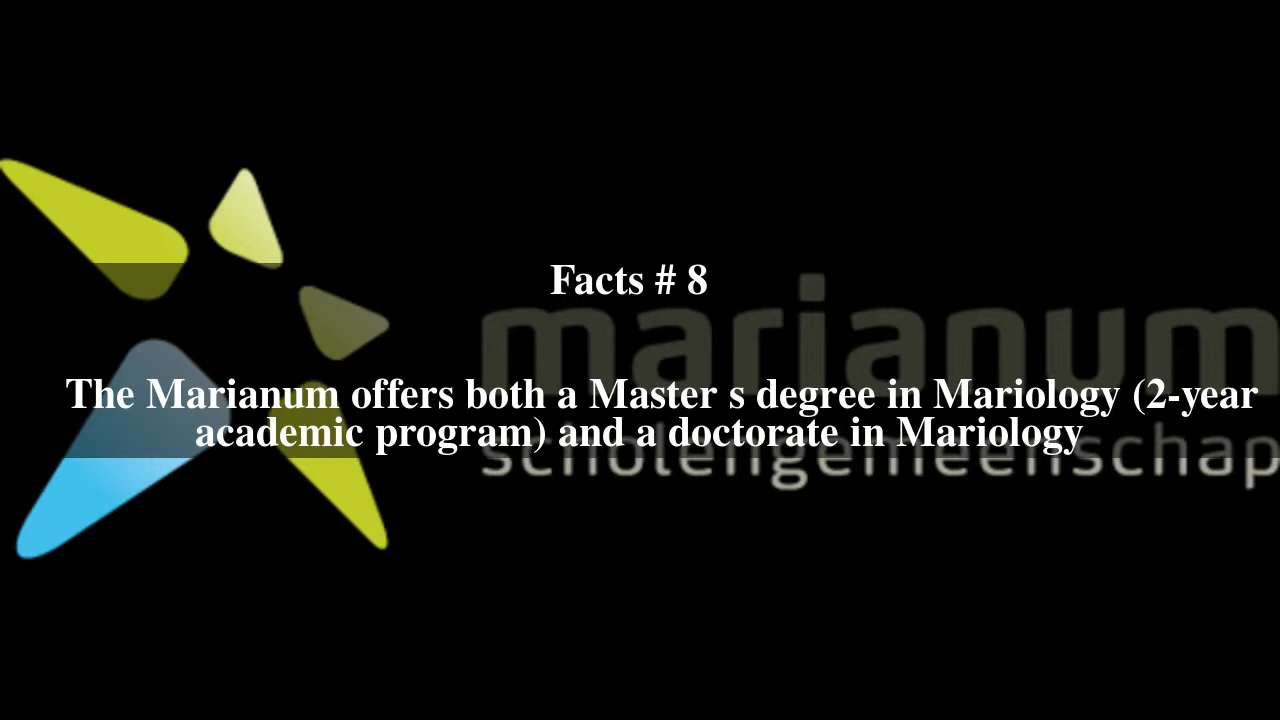 Facts # 8
marianum
The Marianum offers both a Master s degree in Mariology (2-year
academic program) and a doctorate in Mariology
scholengemeenschap